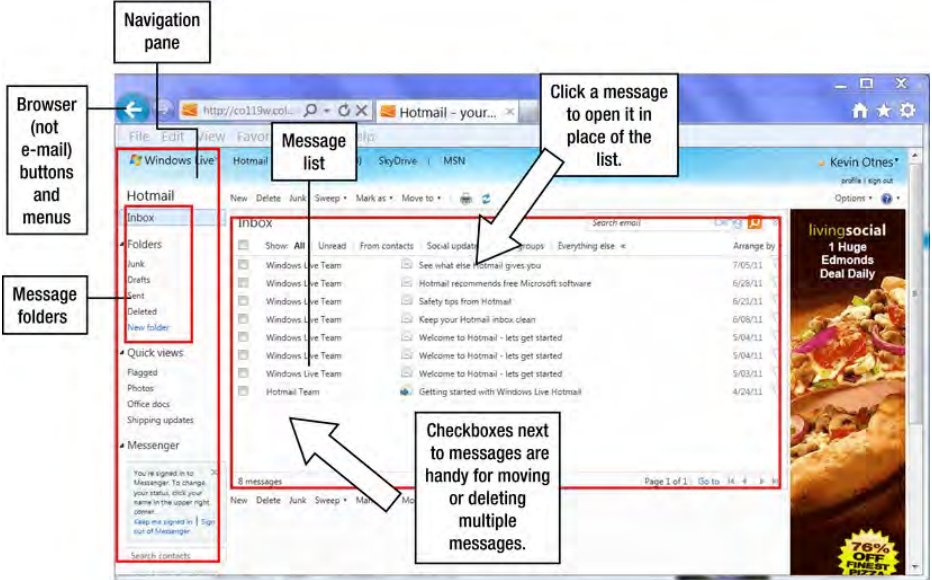 Navigation
pane
Browser
(not
e-mail)
buttons
and
menus
Message
folders
Message
list
Click a message
to open it in
place of the
list.
Checkboxes next
to messages are
handy for moving
or deleting
multiple
messages.
http://co119w.col...
Hotmail - your...
File Edit View Favor
Windows Live Hotmail SkyDrive | MSN
Kevin Otnes
profile | sign out
Hotmail
New Delete Junk Sweep Mark as Move to
Options
Inbox
Inbox
Search email
Show: All Unread From contacts Social updat groups Everything else «
Arrange by
Folders
Junk
Drafts
Sent
Deleted
New folder
Quick views
Flagged
Photos
Office docs
Shipping updates
Messenger
You're signed in to
Messenger. To change
your status, click your
name in the upper right
corner.
Keep me signed in | Sign
out of Messenger
Search contacts
Windows Live Team See what else Hotmail gives you 7/05/11
Windows Live Team Hotmail recommends free Microsoft software 6/28/11
Windows Live Team Safety tips from Hotmail 6/21/11
Windows Live Team Keep your Hotmail inbox clean 6/08/11
Windows Live Team Welcome to Hotmail - lets get started 5/04/11
Windows Live Team Welcome to Hotmail - lets get started 5/04/11
Windows Live Team Welcome to Hotmail - lets get started 5/03/11
Hotmail Team Getting started with Windows Live Hotmail 4/24/11
8 messages
Page 1 of 1 Go to
New Delete Junk Sweep
livingsocial
1 Huge
Edmonds
Deal Daily
76%
OFF
FINEST
PIZZA